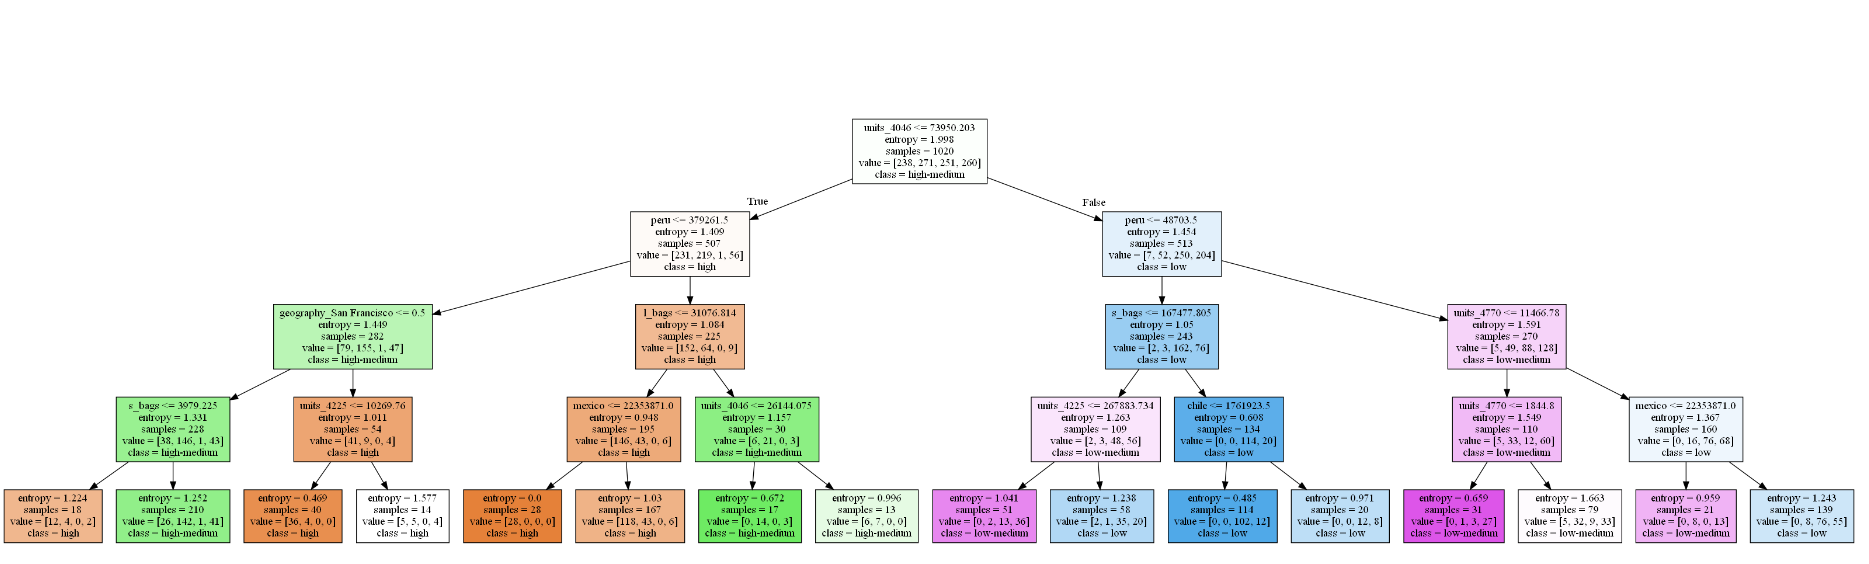 units_4046 <= 73950.203
entropy = 1.998
samples = 1020
value = [238, 271, 251, 260]
class = high-medium
True
False
peru <= 379261.5
entropy = 1.409
samples = 507
value = [231, 219, 1, 56]
class = high
peru <= 48703.5
entropy = 1.454
samples = 513
value = [7, 52, 250, 204]
class = low
geography_San Francisco <= 0.5
entropy = 1.449
samples = 282
value = [79, 155, 1, 47]
class = high-medium
l_bags <= 31076.814
entropy = 1.084
samples = 225
value = [152, 64, 0, 9]
class = high
s_bags <= 167477.805
entropy = 1.05
samples = 243
value = [2, 3, 162, 76]
class = low
units_4770 <= 11466.78
entropy = 1.591
samples = 270
value = [5, 49, 88, 128]
class = low-medium
s_bags <= 3979.225
entropy = 1.331
samples = 228
value = [38, 146, 1, 43]
class = high-medium
units_4225 <= 10269.76
entropy = 1.011
samples = 54
value = [41, 9, 0, 4]
class = high
mexico <= 22353871.0
entropy = 0.948
samples = 195
value = [146, 43, 0, 6]
class = high
units_4046 <= 26144.075
entropy = 1.157
samples = 30
value = [6, 21, 0, 3]
class = high-medium
units_4225 <= 267883.734
entropy = 1.263
samples = 109
value = [2, 3, 48, 56]
class = low-medium
chile <= 1761923.5
entropy = 0.608
samples = 134
value = [0, 0, 114, 20]
class = low
units_4770 <= 1844.8
entropy = 1.549
samples = 110
value = [5, 33, 12, 60]
class = low-medium
mexico <= 22353871.0
entropy = 1.367
samples = 160
value = [0, 16, 76, 68]
class = low
entropy = 1.224
samples = 18
value = [12, 4, 0, 2]
class = high
entropy = 1.252
samples = 210
value = [26, 142, 1, 41]
class = high-medium
entropy = 0.469
samples = 40
value = [36, 4, 0, 0]
class = high
entropy = 1.577
samples = 14
value = [5, 5, 0, 4]
class = high
entropy = 0.0
samples = 28
value = [28, 0, 0, 0]
class = high
entropy = 1.03
samples = 167
value = [118, 43, 0, 6]
class = high
entropy = 0.672
samples = 17
value = [0, 14, 0, 3]
class = high-medium
entropy = 0.996
samples = 13
value = [6, 7, 0, 0]
class = high-medium
entropy = 1.041
samples = 51
value = [0, 2, 13, 36]
class = low-medium
entropy = 1.238
samples = 58
value = [2, 1, 35, 20]
class = low
entropy = 0.485
samples = 114
value = [0, 0, 102, 12]
class = low
entropy = 0.971
samples = 20
value = [0, 0, 12, 8]
class = low
entropy = 0.659
samples = 31
value = [0, 1, 3, 27]
class = low-medium
entropy = 1.663
samples = 79
value = [5, 32, 9, 33]
class = low-medium
entropy = 0.959
samples = 21
value = [0, 8, 0, 13]
class = low-medium
entropy = 1.243
samples = 139
value = [0, 8, 76, 55]
class = low